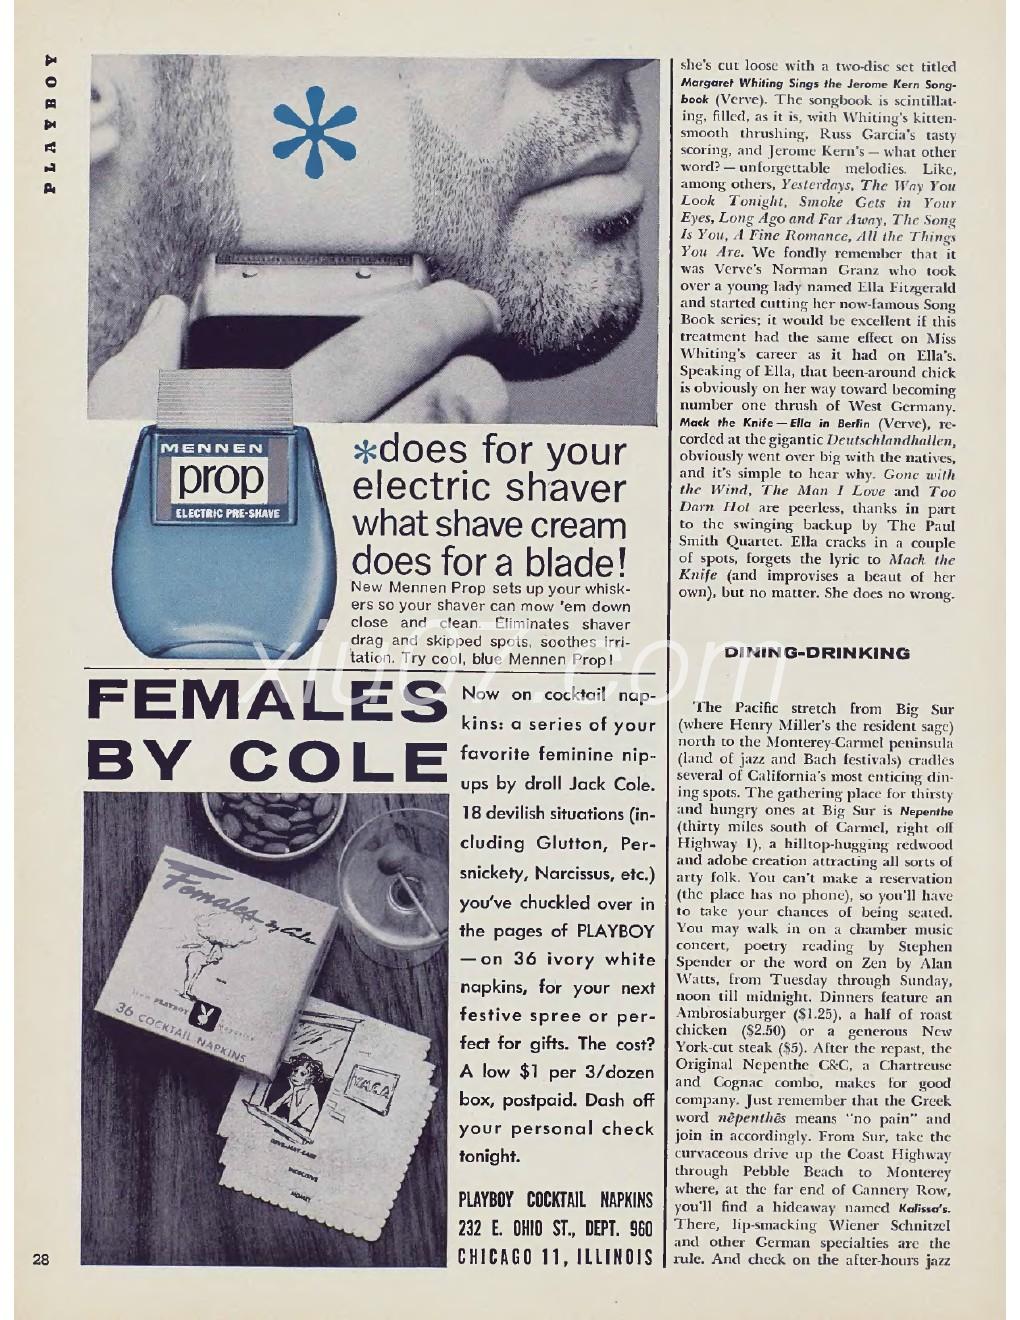 PLAYBOY
*
MENNEN
prop
ELECTRIC PRE-SHAVE
*does for your
electric shaver
what shave cream
does for a blade!
New Mennen Prop sets up your whisk-
ers so your shaver can mow 'em down
close and clean. Eliminates shaver
drag and skipped spots, soothes irri-
tation. Try cool, blue Mennen Prop!
FEMALES
BY COLE
Females by Cole
FROM PLAYBOY MAGAZINE
36 COCKTAIL NAPKINS
Now on cocktail nap-
kins: a series of your
favorite feminine nip-
ups by droll Jack Cole.
18 devilish situations (in-
cluding Glutton, Per-
snickety, Narcissus, etc.)
you've chuckled over in
the pages of PLAYBOY
—on 36 ivory white
napkins, for your next
festive spree or per-
fect for gifts. The cost?
A low $1 per 3/dozen
box, postpaid. Dash off
your personal check
tonight.
PLAYBOY COCKTAIL NAPKINS
232 E. OHIO ST., DEPT. 960
CHICAGO 11, ILLINOIS
she's cut loose with a two-disc set titled
Margaret Whiting Sings the Jerome Kern Song-
book (Verve). The songbook is scintillat-
ing, filled, as it is, with Whiting's kitten-
smooth thrushing, Russ Garcia's tasty
scoring, and Jerome Kern's — what other
word? — unforgettable melodies. Like,
among others, Yesterdays, The Way You
Look Tonight, Smoke Gets in Your
Eyes, Long Ago and Far Away, The Song
Is You, A Fine Romance, All the Things
You Are. We fondly remember that it
was Verve's Norman Granz who took
over a young lady named Ella Fitzgerald
and started cutting her now-famous Song
Book series; it would be excellent if this
treatment had the same effect on Miss
Whiting's career as it had on Ella's.
Speaking of Ella, that been-around chick
is obviously on her way toward becoming
number one thrush of West Germany.
Mack the Knife — Ella in Berlin (Verve), re-
corded at the gigantic Deutschlandhallen,
obviously went over big with the natives,
and it's simple to hear why. Gone with
the Wind, The Man I Love and Too
Darn Hot are peerless, thanks in part
to the swinging backup by The Paul
Smith Quartet. Ella cracks in a couple
of spots, forgets the lyric to Mack the
Knife (and improvises a beaut of her
own), but no matter. She does no wrong.
DINING-DRINKING
The Pacific stretch from Big Sur
(where Henry Miller's the resident sage)
north to the Monterey-Carmel peninsula
(land of jazz and Bach festivals) cradles
several of California's most enticing din-
ing spots. The gathering place for thirsty
and hungry ones at Big Sur is Nepenthe
(thirty miles south of Carmel, right off
Highway 1), a hilltop-hugging redwood
and adobe creation attracting all sorts of
arty folk. You can't make a reservation
(the place has no phone), so you'll have
to take your chances of being seated.
You may walk in on a chamber music
concert, poetry reading by Stephen
Spender or the word on Zen by Alan
Watts, from Tuesday through Sunday,
noon till midnight. Dinners feature an
Ambrosiaburger ($1.25), a half of roast
chicken ($2.50) or a generous New
York-cut steak ($5). After the repast, the
Original Nepenthe C&C, a Chartreuse
and Cognac combo, makes for good
company. Just remember that the Greek
word nēpenthēs means "no pain" and
join in accordingly. From Sur, take the
curvaceous drive up the Coast Highway
through Pebble Beach to Monterey
where, at the far end of Cannery Row,
you'll find a hideaway named Kalissa's.
There, lip-smacking Wiener Schnitzel
and other German specialties are the
rule. And check on the after-hours jazz
28
xiu07.com